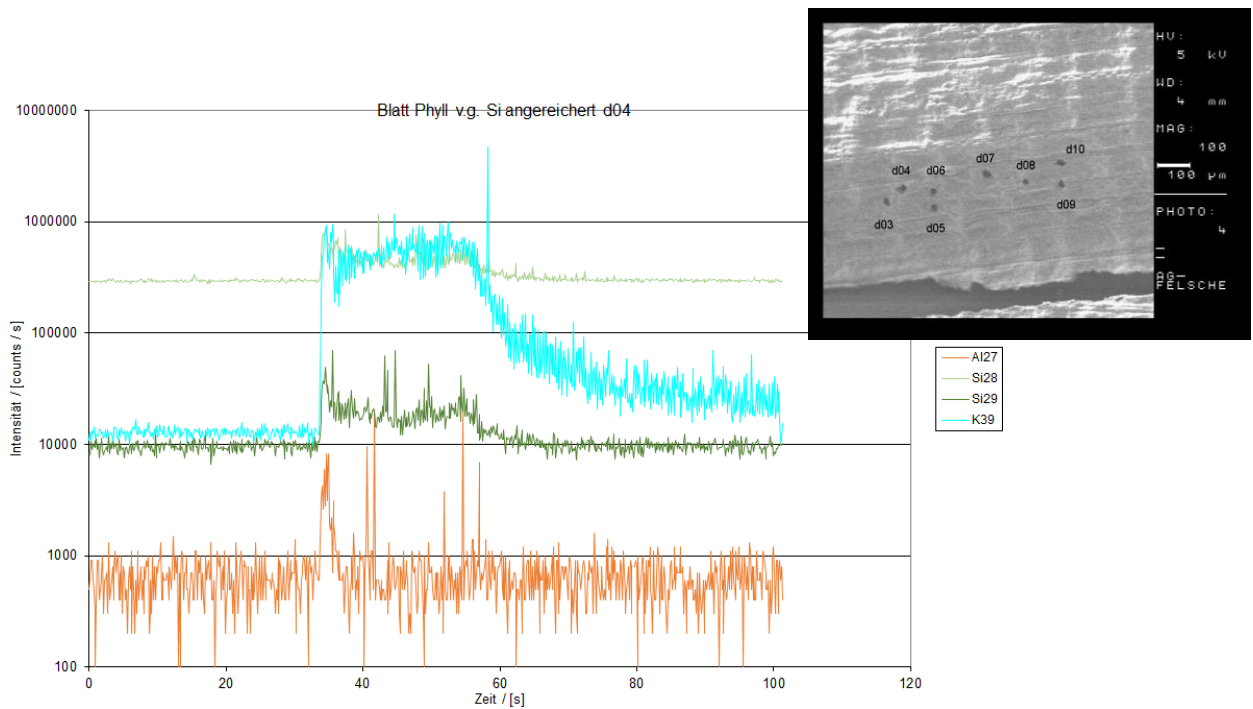 Blatt Phyll v.g. Si angereichert d04
10000000
1000000
100000
10000
1000
100
Intensität / [counts / s]
0
20
40
60
80
100
120
Zeit / [s]
Al27
Si28
Si29
K39
d03
d04
d05
d06
d07
d08
d09
d10
HV:
5 kV
WD:
4 mm
MAG:
100
100 µm
PHOTO:
4
AG-
FELSCHE